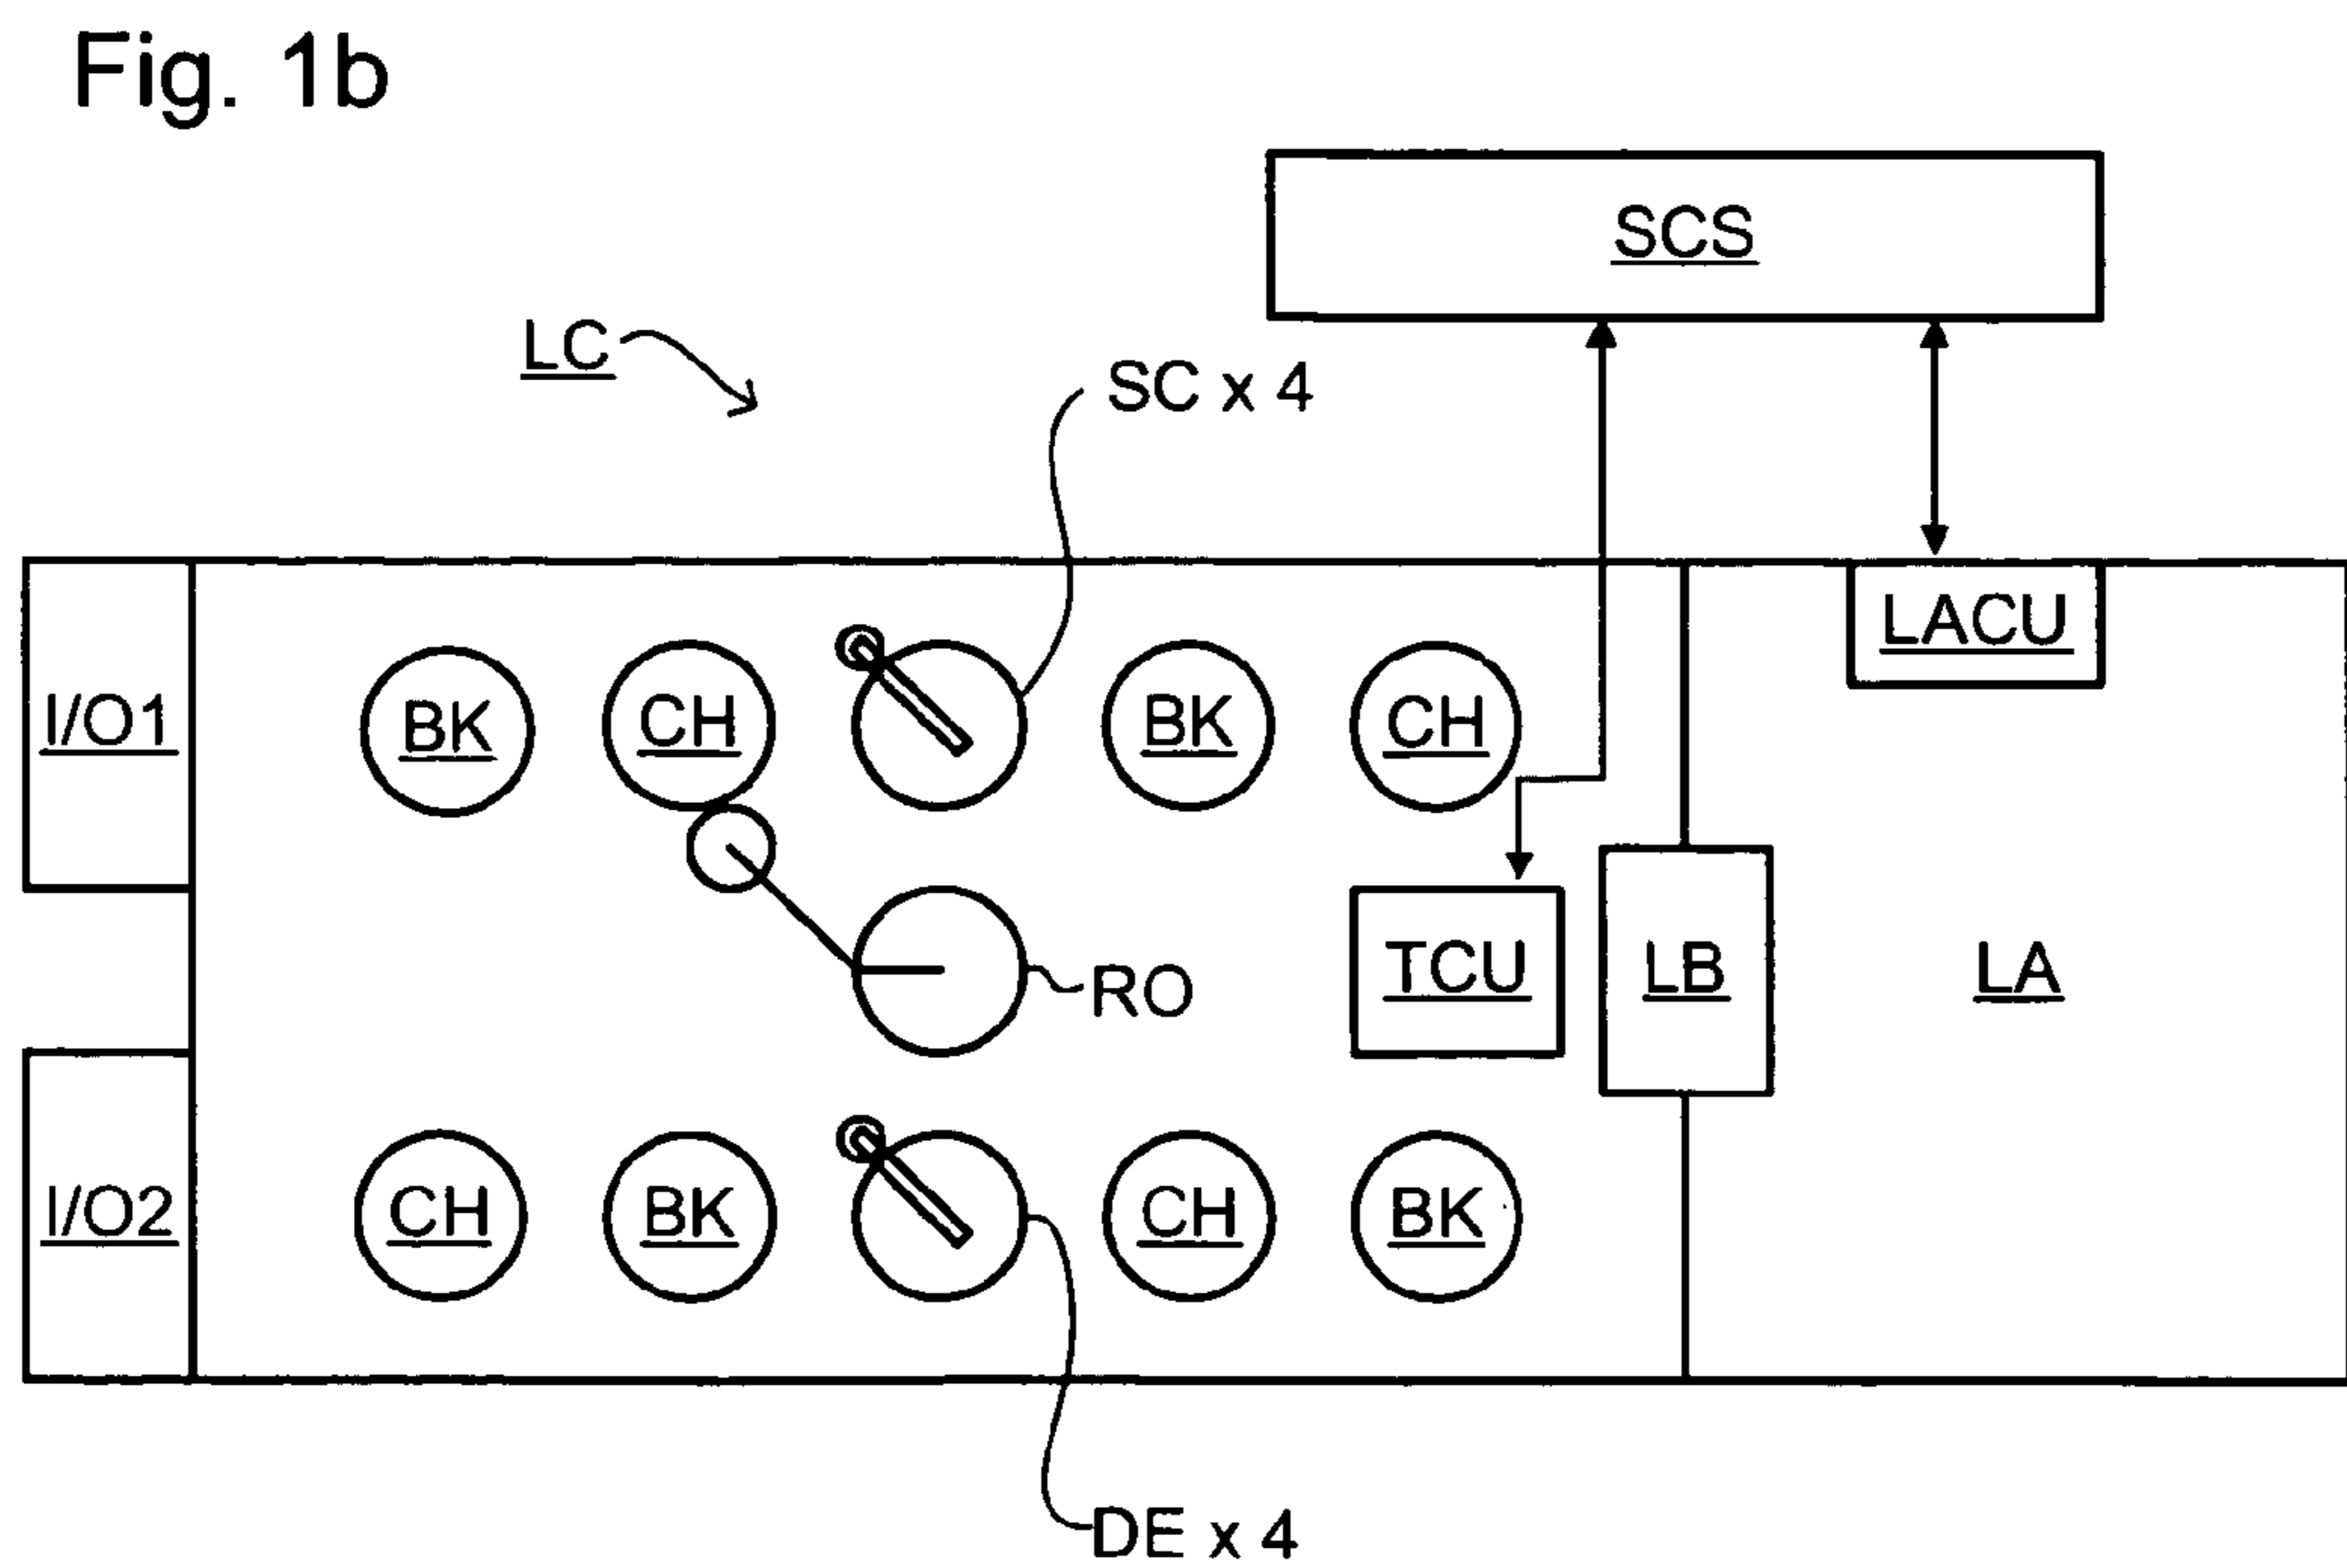 Fig. 1b
SCS
LC
SC x 4
LACU
I/O1
BK
CH
BK
CH
RO
TCU
LB
LA
I/O2
CH
BK
CH
BK
DE x 4